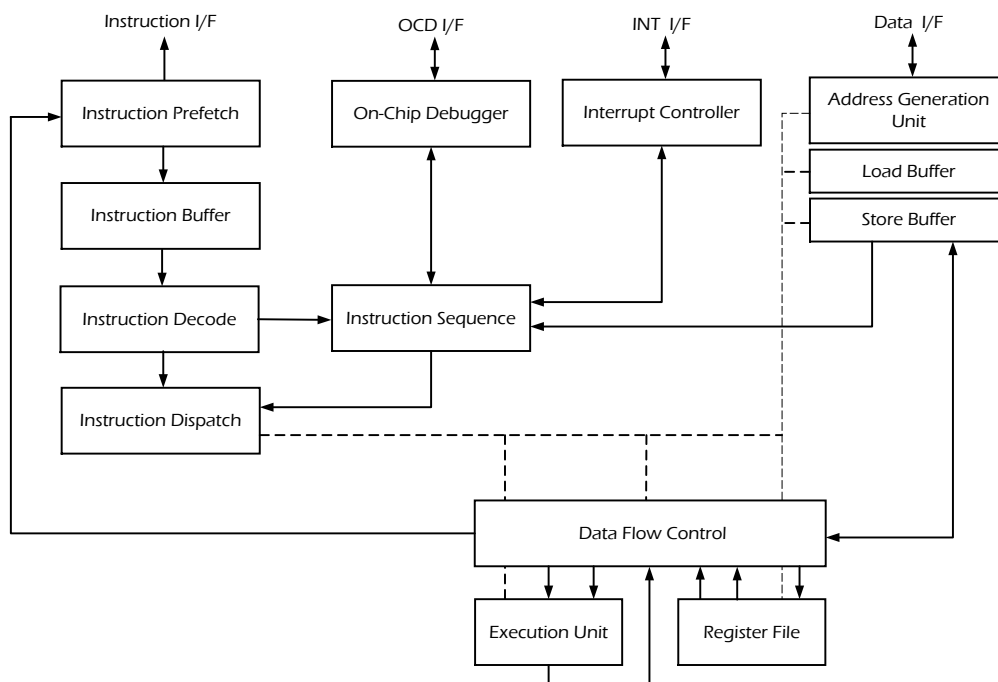 Instruction I/F
OCD I/F
INT I/F
Data I/F
Instruction Prefetch
On-Chip Debugger
Interrupt Controller
Address Generation
Unit
Load Buffer
Instruction Buffer
Store Buffer
Instruction Decode
Instruction Sequence
Instruction Dispatch
Data Flow Control
Execution Unit
Register File